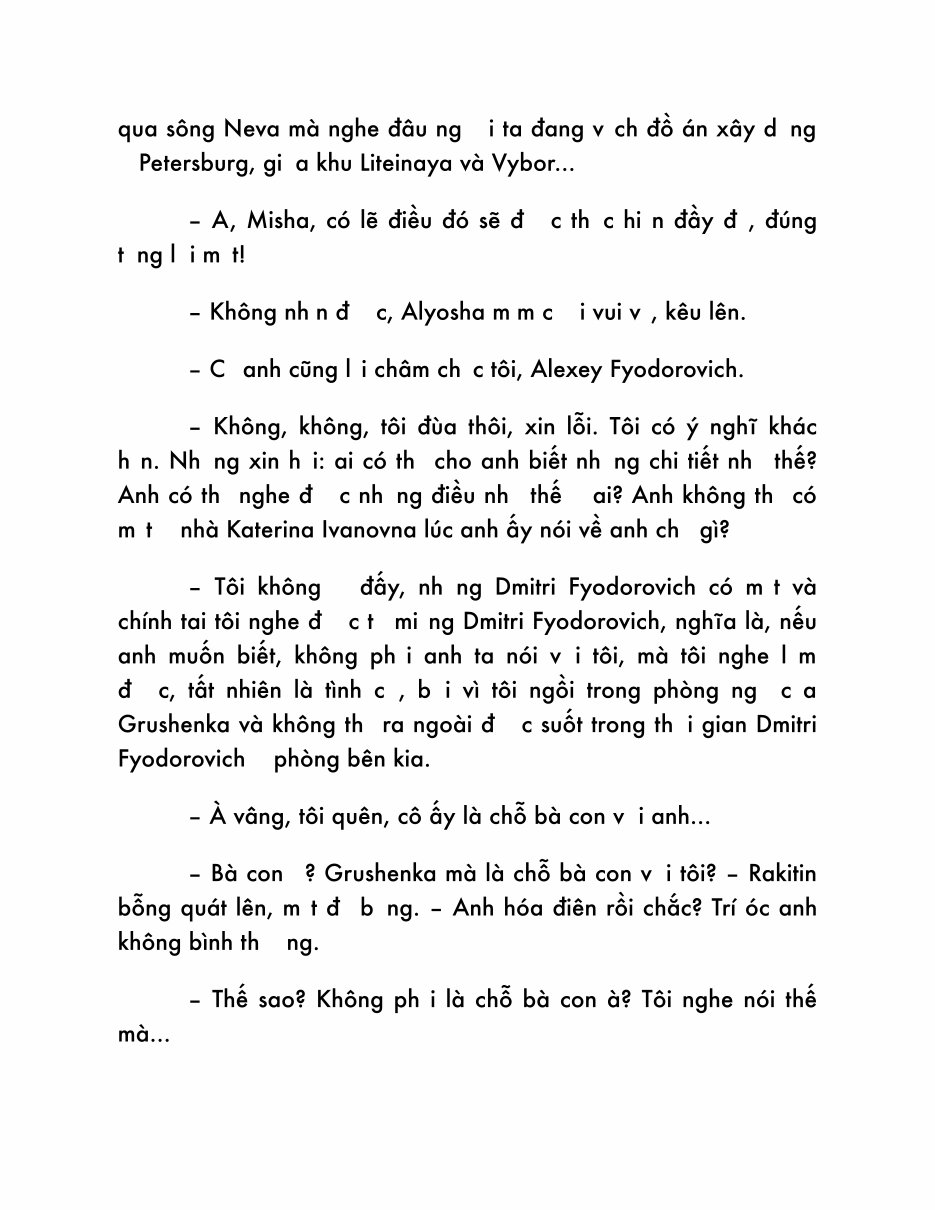 qua sông Neva mà nghe đâu ng i ta đang v ch đồ án xây d ng
Petersburg, gi a khu Liteinaya và Vybor...
– A, Misha, có lẽ điều đó sẽ đ c th c hi n đầy đ , đúng
t ng l i m t!
– Không nh n đ c, Alyosha m m c i vui v , kêu lên.
– C anh cũng l i châm ch c tôi, Alexey Fyodorovich.
– Không, không, tôi đùa thôi, xin lỗi. Tôi có ý nghĩ khác
h n. Nh ng xin h i: ai có th cho anh biết nh ng chi tiết nh thế?
Anh có th nghe đ c nh ng điều nh thế ai? Anh không th có
m t nhà Katerina Ivanovna lúc anh ấy nói về anh ch gì?
– Tôi không đấy, nh ng Dmitri Fyodorovich có m t và
chính tai tôi nghe đ c t mi ng Dmitri Fyodorovich, nghĩa là, nếu
anh muốn biết, không ph i anh ta nói v i tôi, mà tôi nghe l m
đ c, tất nhiên là tình c , b i vì tôi ngồi trong phòng ng c a
Grushenka và không th ra ngoài đ c suốt trong th i gian Dmitri
Fyodorovich phòng bên kia.
– À vâng, tôi quên, cô ấy là chỗ bà con v i anh...
– Bà con ? Grushenka mà là chỗ bà con v i tôi? – Rakitin
bỗng quát lên, m t đ b ng. – Anh hóa điên rồi chắc? Trí óc anh
không bình th ng.
– Thế sao? Không ph i là chỗ bà con à? Tôi nghe nói thế
mà...